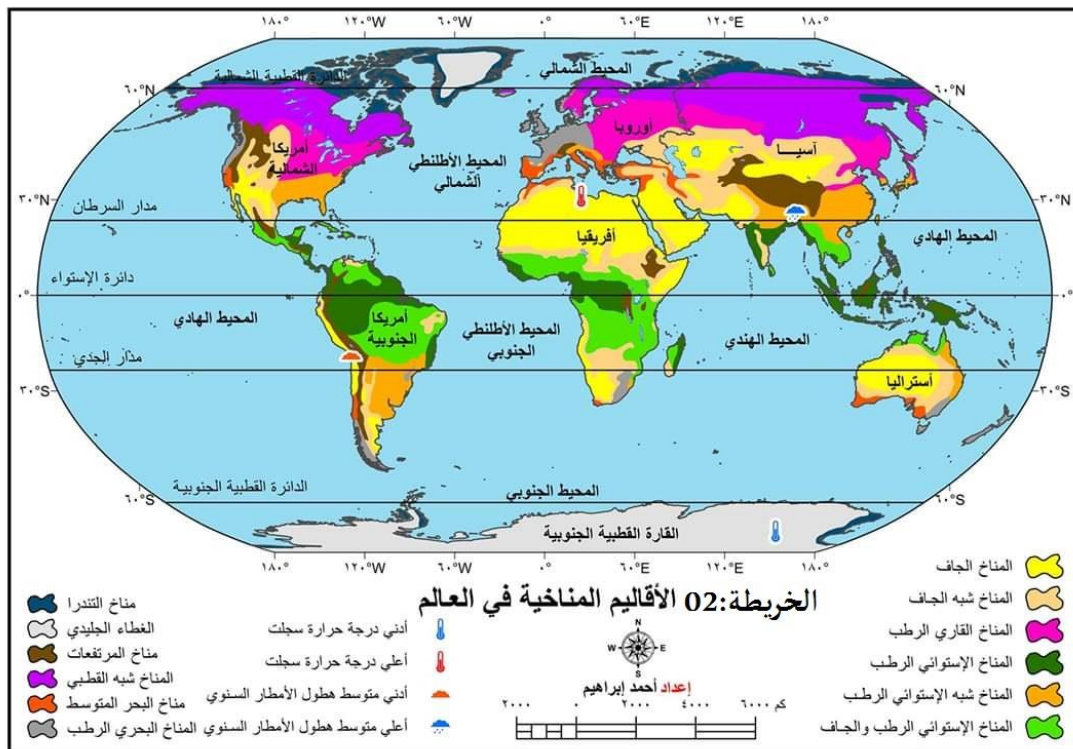 ١٨٠° ١٢٠°W ٦٠°W ٠° ٦٠°E ١٢٠°E ١٨٠°
المحيط الشمالي
الدائرة القطبية الشمالية
٦٠°N ٦٠°N
أوروبا
آسيـــا
أمريكا
الشمالية
المحيط الأطلنطي
الشمالي
٣٠°N ٣٠°N
مدار السرطان
أفريقيا
المحيط الهادي
دائرة الإستواء
٠° ٠°
المحيط الهادي
أمريكا
الجنوبية
المحيط الأطلنطي
الجنوبي
المحيط الهندي
مدار الجدي
أستراليا
٣٠°S ٣٠°S
الدائرة القطبية الجنوبية
المحيط الجنوبي
٦٠°S ٦٠°S
القارة القطبية الجنوبية
١٨٠° ١٢٠°W ٦٠°W ٠° ٦٠°E ١٢٠°E ١٨٠°
الخريطة:02 الأقاليم المناخية في العالم
المناخ الجاف
المناخ شبه الجاف
المناخ القاري الرطب
المناخ الإستوائي الرطب
المناخ شبه الإستوائي الرطب
المناخ الإستوائي الرطب والجاف
N
W E
S
إعداد أحمد إبراهيم
٢٠٠٠ ٠ ٢٠٠٠ ٤٠٠٠ ٦٠٠٠ كم
أدني درجة حرارة سجلت
أعلي درجة حرارة سجلت
أدني متوسط هطول الأمطار السنوي
أعلي متوسط هطول الأمطار السنوي
مناخ التندرا
الغطاء الجليدي
مناخ المرتفعات
المناخ شبه القطبي
مناخ البحر المتوسط
المناخ البحري الرطب